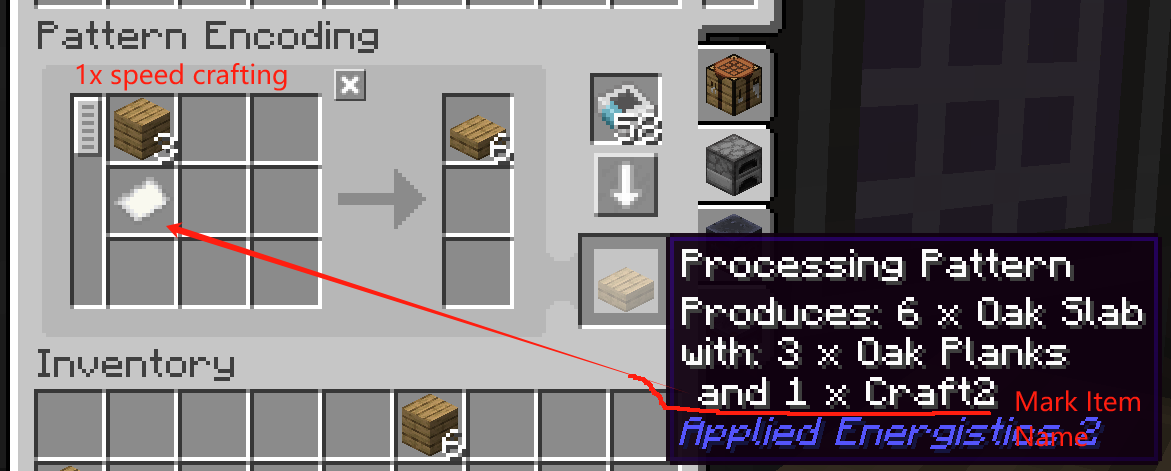 Pattern Encoding
1x speed crafting
3
6
58
Processing Pattern
Produces: 6 x Oak Slab
with: 3 x Oak Planks
and 1 x Craft2
Mark Item
Name
Applied Energistics 2
Inventory
6